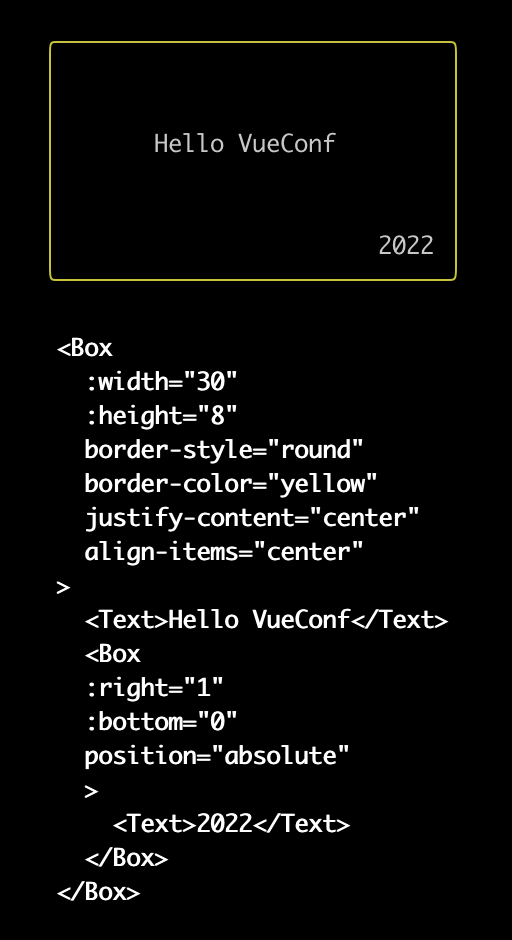 Hello VueConf
2022
<Box
  :width="30"
  :height="8"
  border-style="round"
  border-color="yellow"
  justify-content="center"
  align-items="center"
>
  <Text>Hello VueConf</Text>
  <Box
  :right="1"
  :bottom="0"
  position="absolute"
  >
    <Text>2022</Text>
  </Box>
</Box>